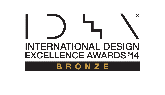 IDEA
INTERNATIONAL DESIGN
EXCELLENCE AWARDS '14
BRONZE